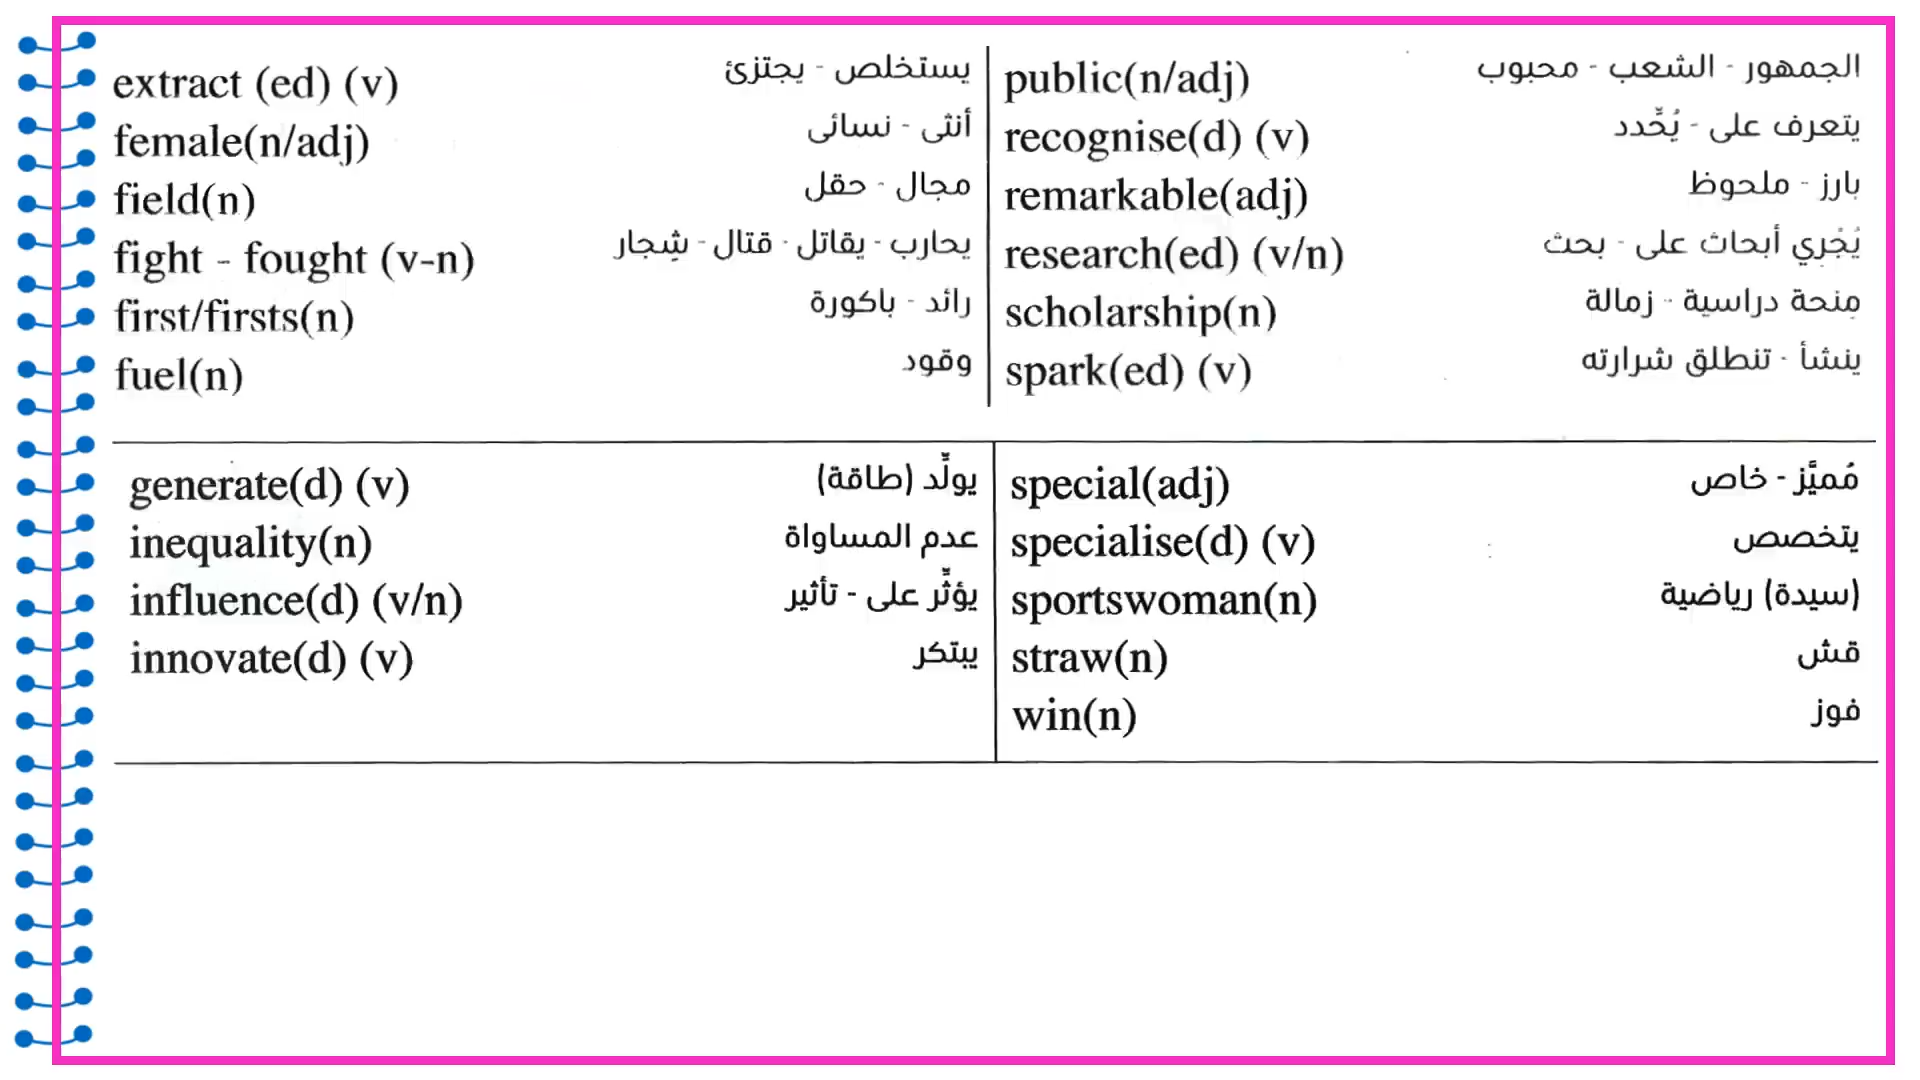 extract (ed) (v) يستخلص - يجتزئ
female(n/adj) أنثى - نسائى
field(n) مجال - حقل
fight - fought (v-n) يحارب - يقاتل - قتال - شِجار
first/firsts(n) رائد - باكورة
fuel(n) وقود
public(n/adj) الجمهور - الشعب - محبوب
recognise(d) (v) يتعرف على - يُحِّدد
remarkable(adj) بارز - ملحوظ
research(ed) (v/n) يُجْري أبحاث على - بحث
scholarship(n) مِنحة دراسية - زمالة
spark(ed) (v) ينشأ - تنطلق شرارته
generate(d) (v) يولِّد (طاقة)
inequality(n) عدم المساواة
influence(d) (v/n) يؤثِّر على - تأثير
innovate(d) (v) يبتكر
special(adj) مُميَّز - خاص
specialise(d) (v) يتخصص
sportswoman(n) (سيدة) رياضية
straw(n) قش
win(n) فوز